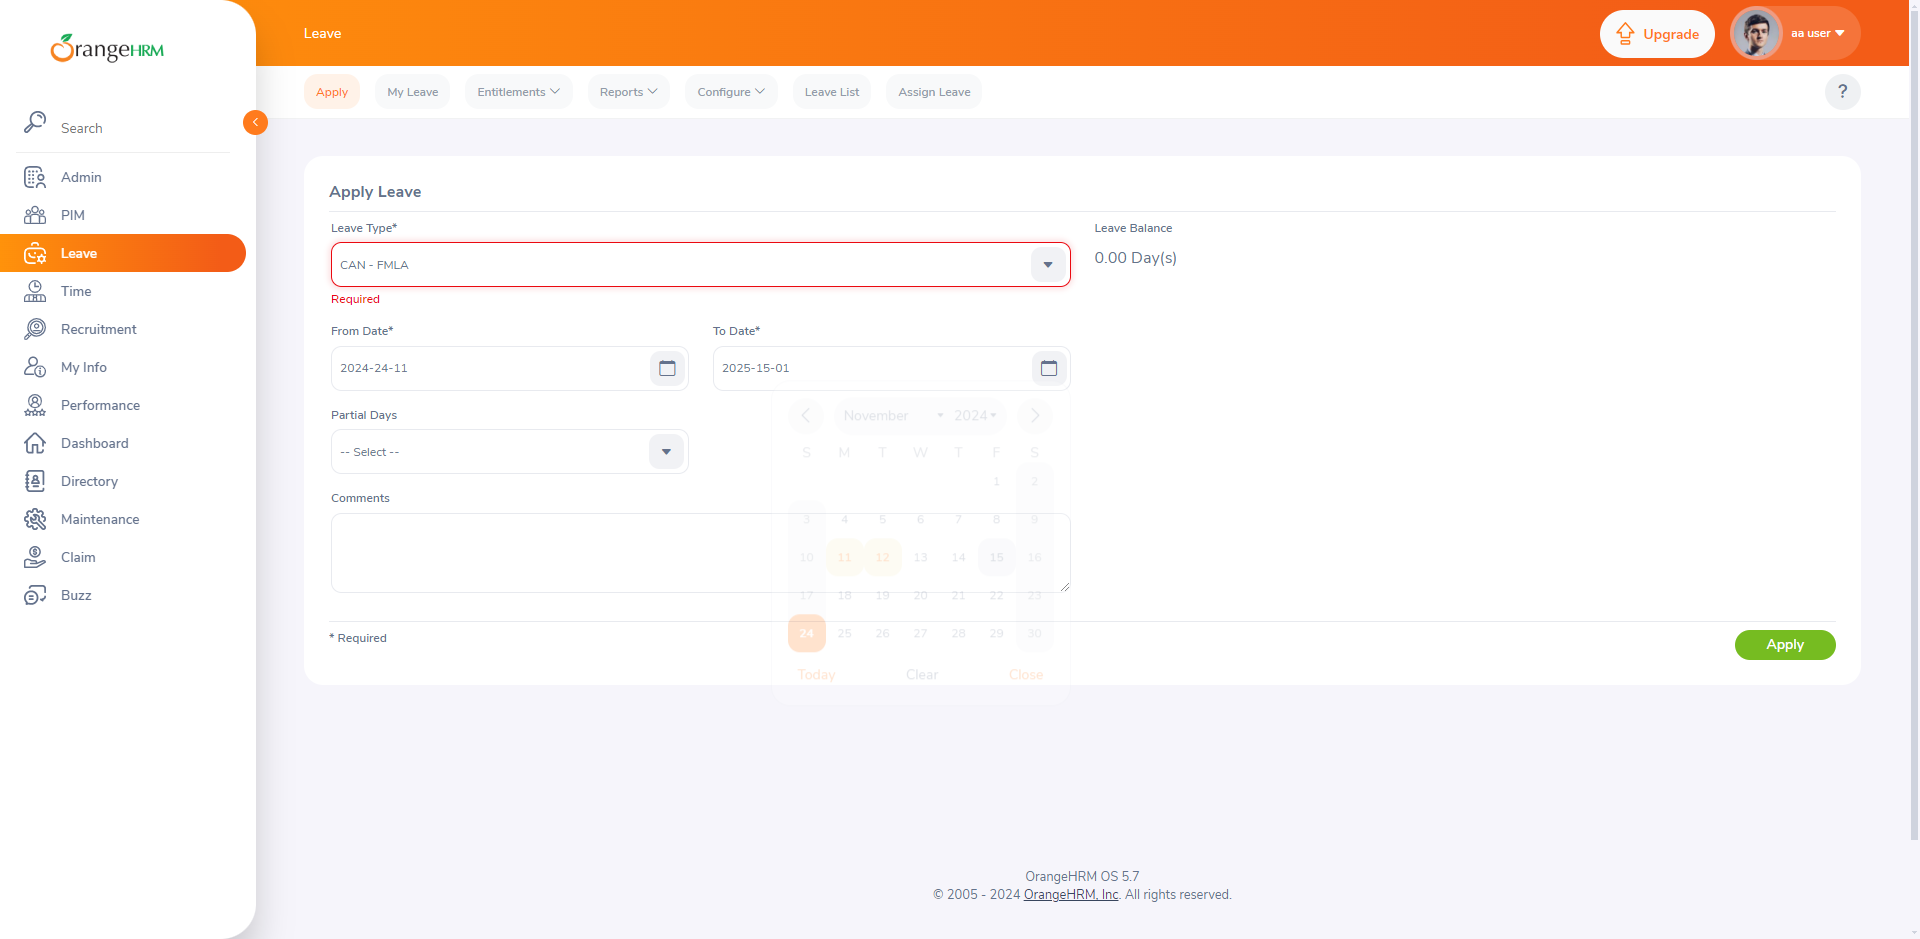 OrangeHRM
Search
Admin
PIM
Leave
Time
Recruitment
My Info
Performance
Dashboard
Directory
Maintenance
Claim
Buzz
Leave
Upgrade
aa user
Apply
My Leave
Entitlements
Reports
Configure
Leave List
Assign Leave
?
Apply Leave
Leave Type*
Leave Balance
CAN - FMLA
0.00 Day(s)
Required
From Date*
To Date*
2024-24-11
2025-15-01
Partial Days
-- Select --
November 2024
S M T W T F S
1 2
3 4 5 6 7 8 9
10 11 12 13 14 15 16
17 18 19 20 21 22 23
24 25 26 27 28 29 30
Today Clear Close
Comments
* Required
Apply
OrangeHRM OS 5.7
© 2005 - 2024 OrangeHRM, Inc. All rights reserved.